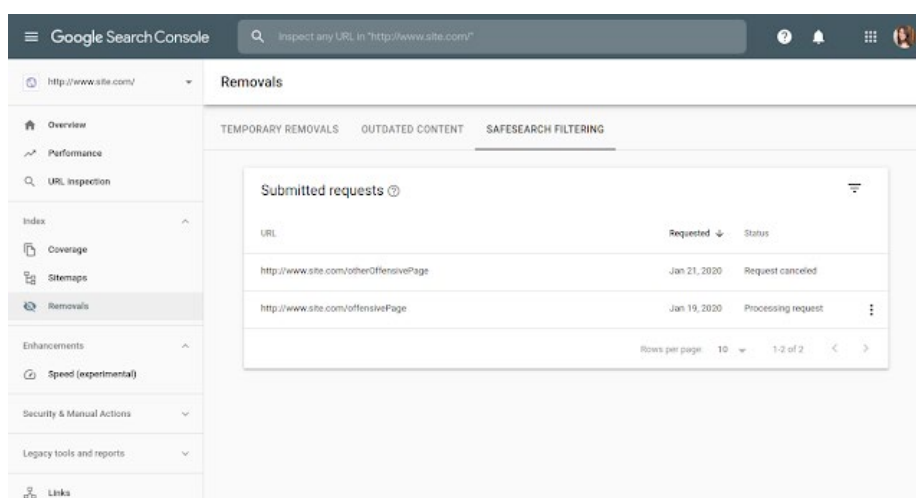 Google Search Console
Inspect any URL in "http://www.site.com/"
http://www.site.com/
Removals
Overview
Performance
URL inspection
Index
Coverage
Sitemaps
Removals
Enhancements
Speed (experimental)
Security & Manual Actions
Legacy tools and reports
Links
TEMPORARY REMOVALS OUTDATED CONTENT SAFESEARCH FILTERING
Submitted requests
URL Requested Status
http://www.site.com/otherOffensivePage Jan 21, 2020 Request canceled
http://www.site.com/offensivePage Jan 19, 2020 Processing request
Rows per page: 10 1-2 of 2